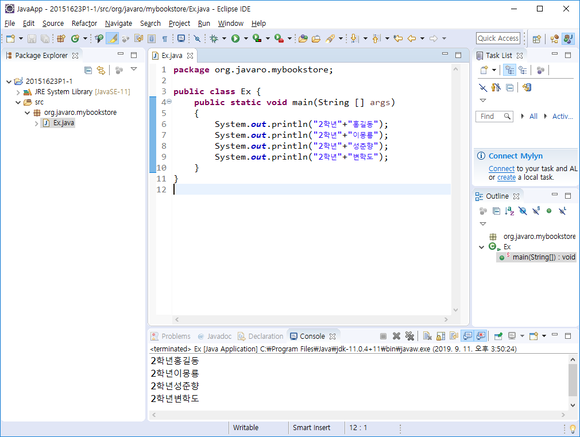 JavaApp - 20151623P1-1/src/org/javaro/mybookstore/Ex.java - Eclipse IDE
File Edit Source Refactor Navigate Search Project Run Window Help
Quick Access
Package Explorer
20151623P1-1
JRE System Library [JavaSE-11]
src
org.javaro.mybookstore
Ex.java
Ex.java
1 package org.javaro.mybookstore;
2
3 public class Ex {
4 public static void main(String [] args)
5 {
6 System.out.println("2학년"+"홍길동");
7 System.out.println("2학년"+"이몽룡");
8 System.out.println("2학년"+"성춘향");
9 System.out.println("2학년"+"변학도");
10 }
11 }
12
Task List
Find
All
Activ...
Connect Mylyn
Connect to your task and AL
or create a local task.
Outline
org.javaro.mybookstore
Ex
main(String[]) : void
Problems Javadoc Declaration Console
<terminated> Ex [Java Application] C:₩Program Files₩Java₩jdk-11.0.4+11₩bin₩javaw.exe (2019. 9. 11. 오후 3:50:24)
2학년홍길동
2학년이몽룡
2학년성춘향
2학년변학도
Writable
Smart Insert
12 : 1